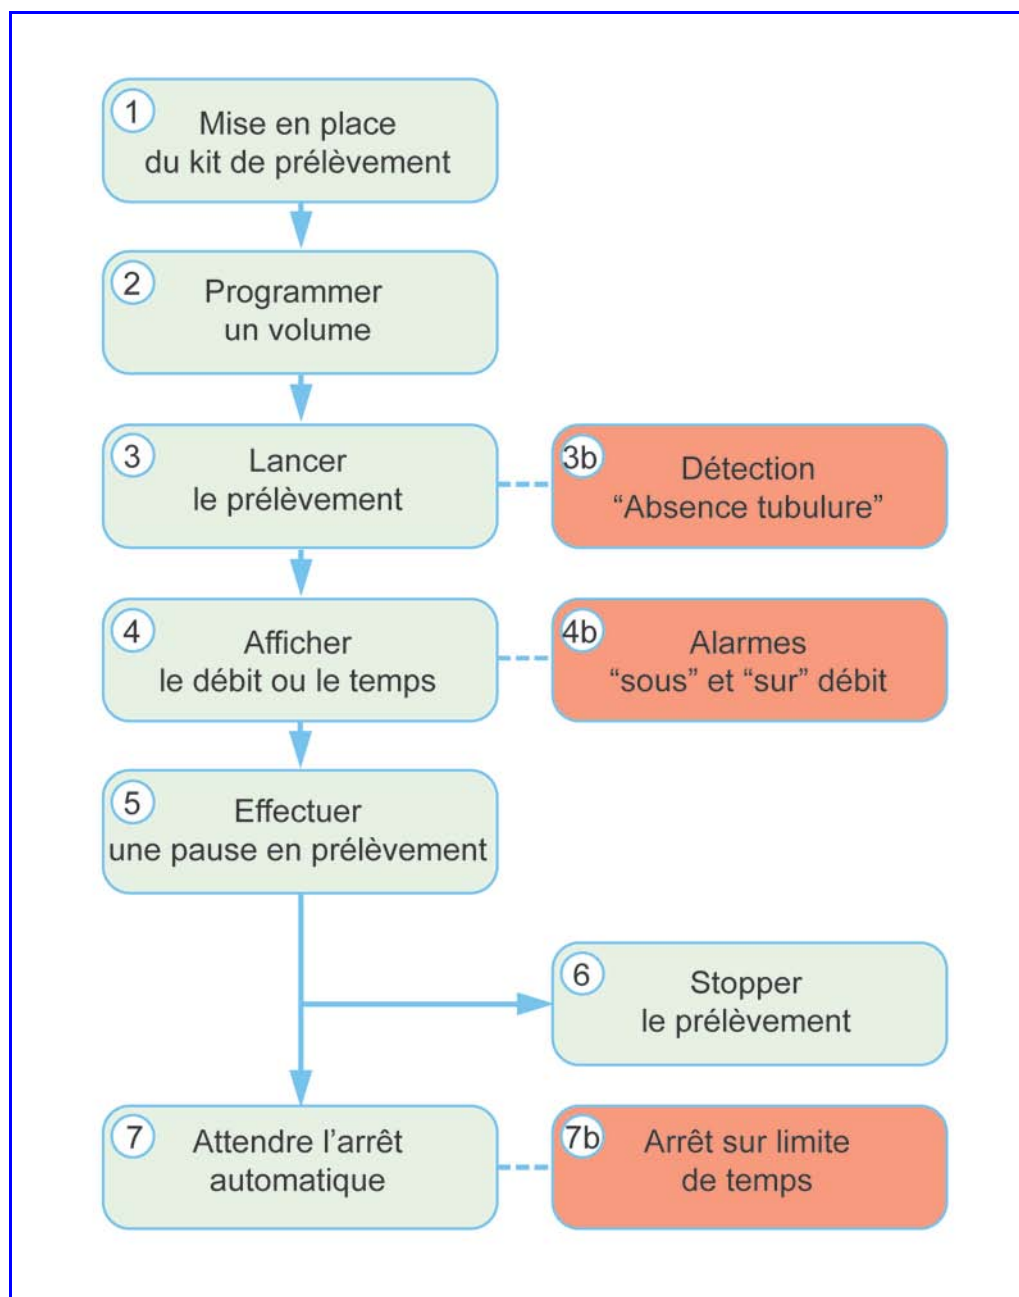 1
Mise en place
du kit de prélèvement
2
Programmer
un volume
3
Lancer
le prélèvement
3b
Détection
“Absence tubulure”
4
Afficher
le débit ou le temps
4b
Alarmes
“sous” et “sur” débit
5
Effectuer
une pause en prélèvement
6
Stopper
le prélèvement
7
Attendre l’arrêt
automatique
7b
Arrêt sur limite
de temps